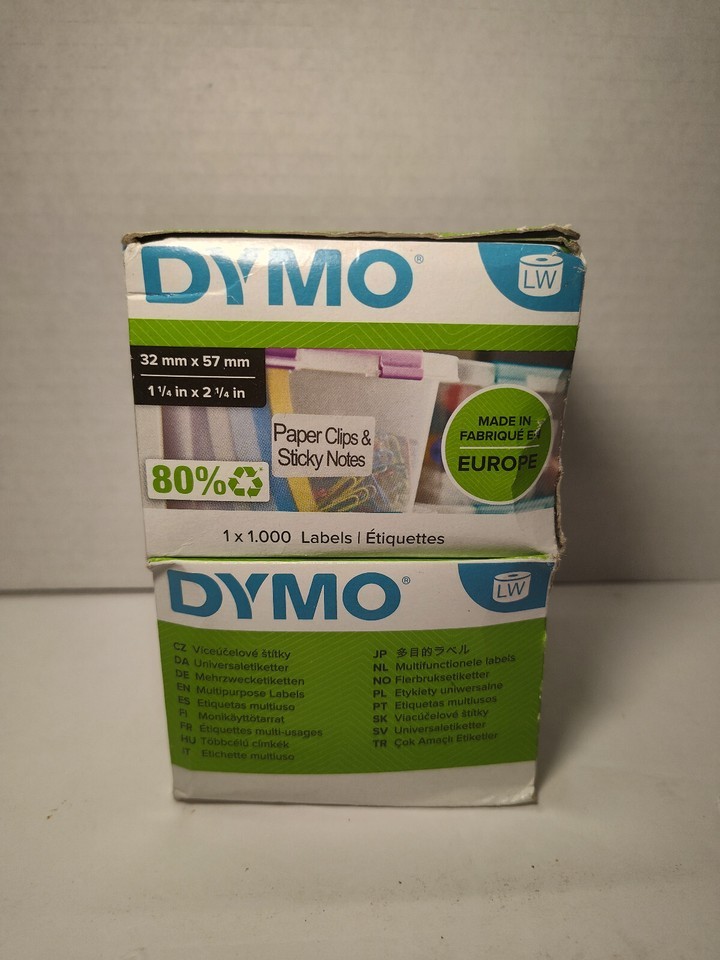 DYMO®
LW
32 mm x 57 mm
1 1/4 in x 2 1/4 in
Paper Clips &
Sticky Notes
MADE IN
FABRIQUÉ EN
EUROPE
80%
1 x 1.000 Labels | Étiquettes
DYMO®
LW
CZ Víceúčelové štítky
DA Universaletiketter
DE Mehrzwecketiketten
EN Multipurpose Labels
ES Etiquetas multiuso
FI Monikäyttötarrat
FR Étiquettes multi-usages
HU Többcélú címkék
IT Etichette multiuso
JP 多目的ラベル
NL Multifunctionele labels
NO Flerbruksetiketter
PL Etykiety uniwersalne
PT Etiquetas multiusos
SK Viacúčelové štítky
SV Universaletiketter
TR Çok Amaçlı Etiketler